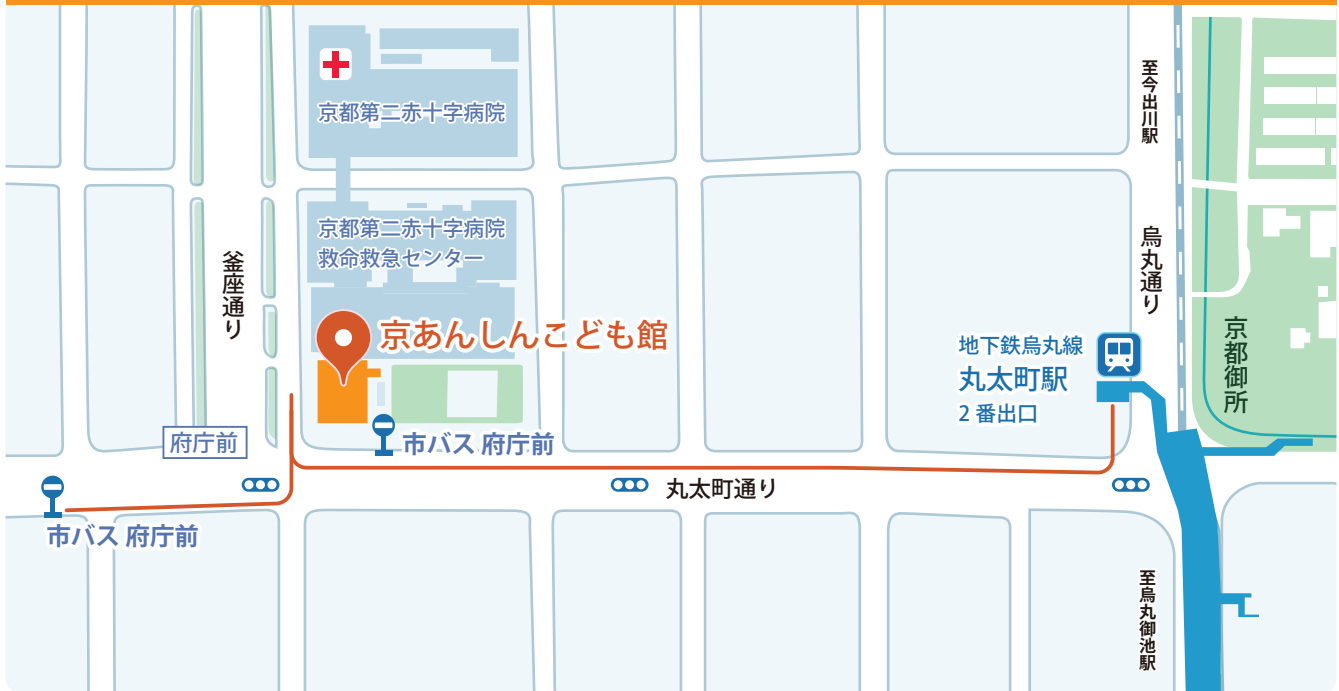 京都第二赤十字病院
至今出川駅
京都第二赤十字病院
救命救急センター
釜座通り
烏丸通り
京あんしんこども館
地下鉄烏丸線
丸太町駅
2 番出口
京都御所
府庁前
市バス 府庁前
丸太町通り
市バス 府庁前
至烏丸御池駅